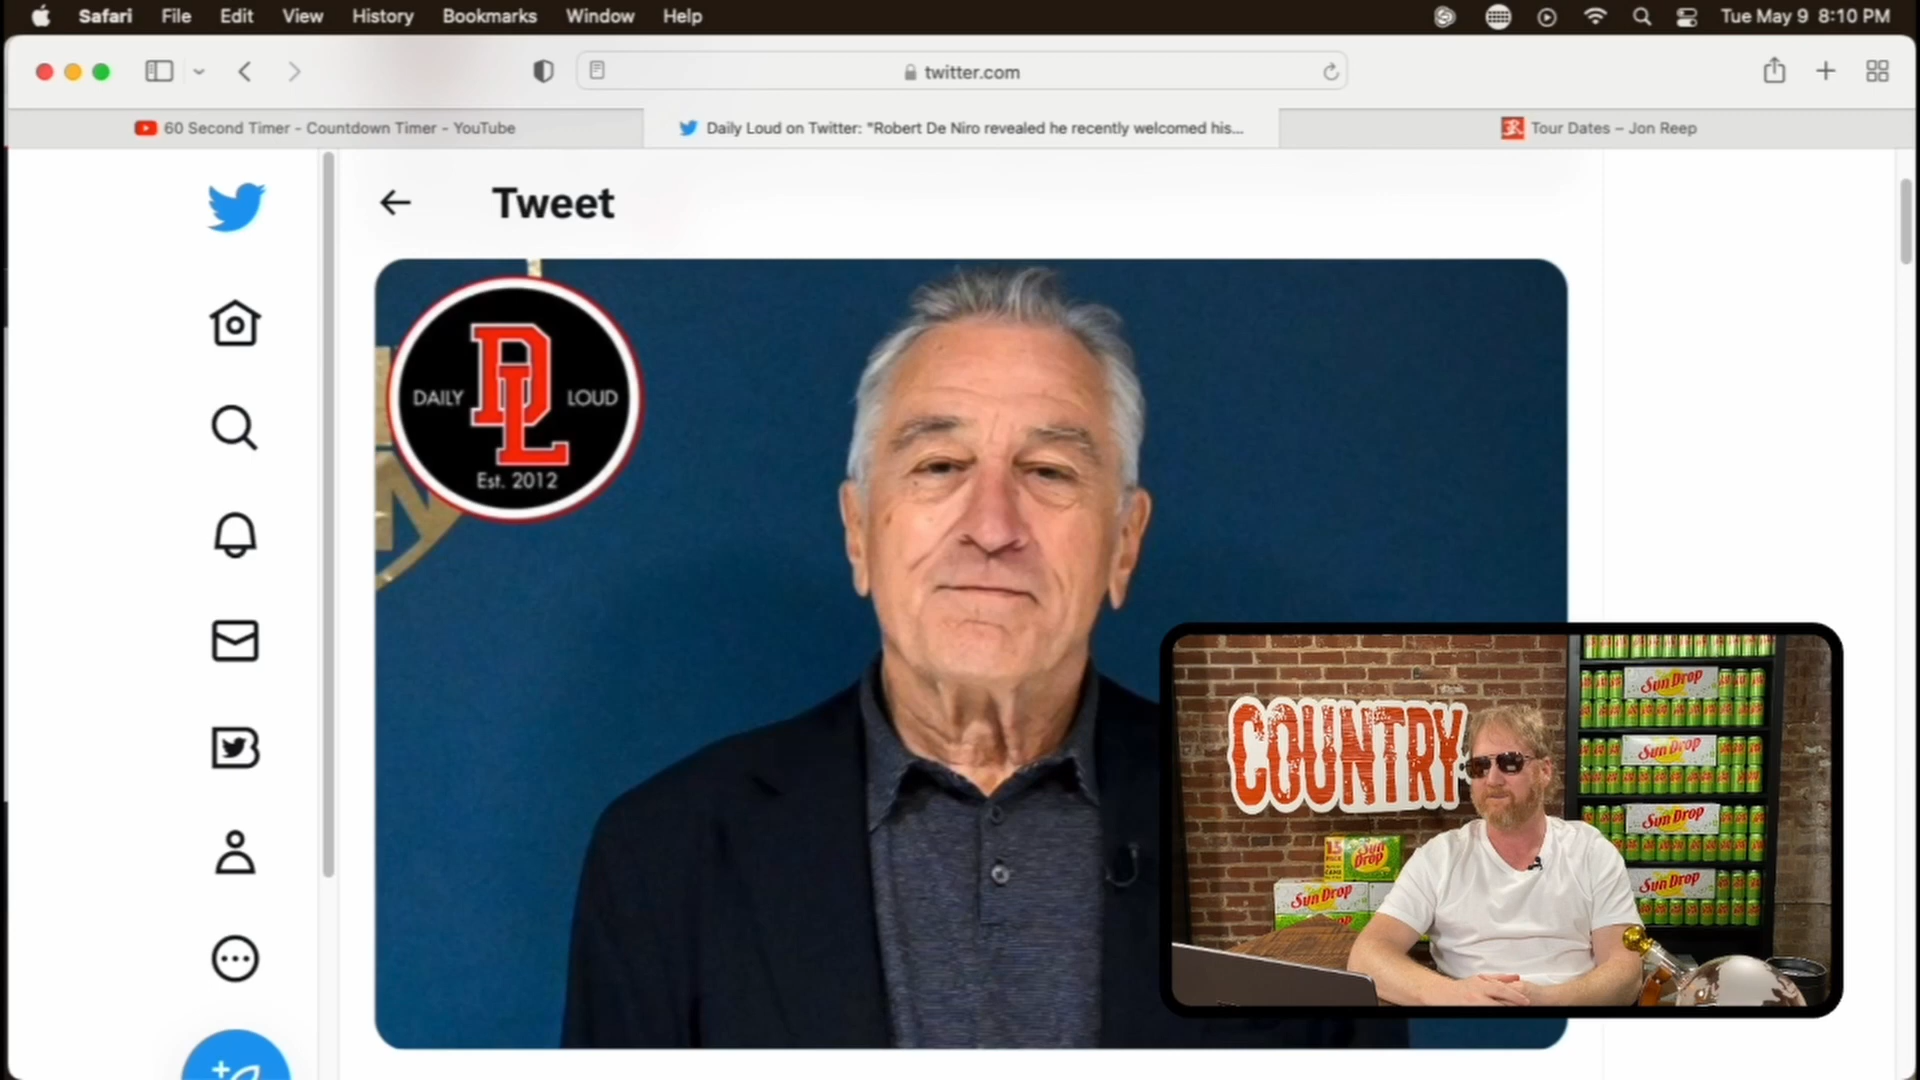 Safari File Edit View History Bookmarks Window Help Tue May 9 8:10 PM
twitter.com
60 Second Timer - Countdown Timer - YouTube
Daily Loud on Twitter: "Robert De Niro revealed he recently welcomed his...
Tour Dates – Jon Reep
Tweet
DL
DAILY LOUD
Est. 2012
COUNTRY
Sun Drop
Sun Drop
Sun Drop
Sun Drop
Sun Drop
Sun Drop